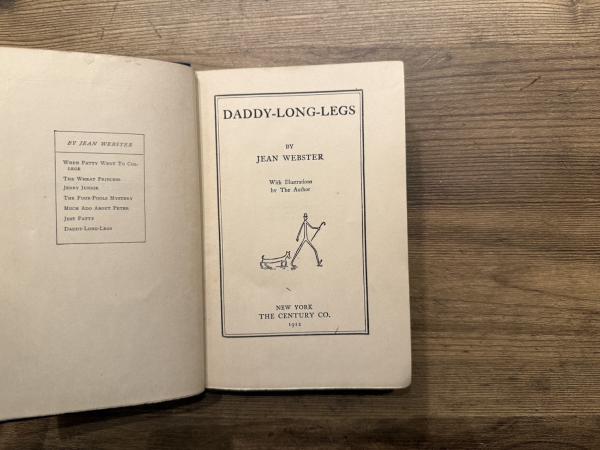 BY JEAN WEBSTER
WHEN PATTY WENT TO COL-
LEGE
THE WHEAT PRINCESS
JERRY JUNIOR
THE FOUR-POOLS MYSTERY
MUCH ADO ABOUT PETER
JUST PATTY
DADDY-LONG-LEGS
DADDY-LONG-LEGS
BY
JEAN WEBSTER
With Illustrations
by The Author
NEW YORK
THE CENTURY CO.
1912